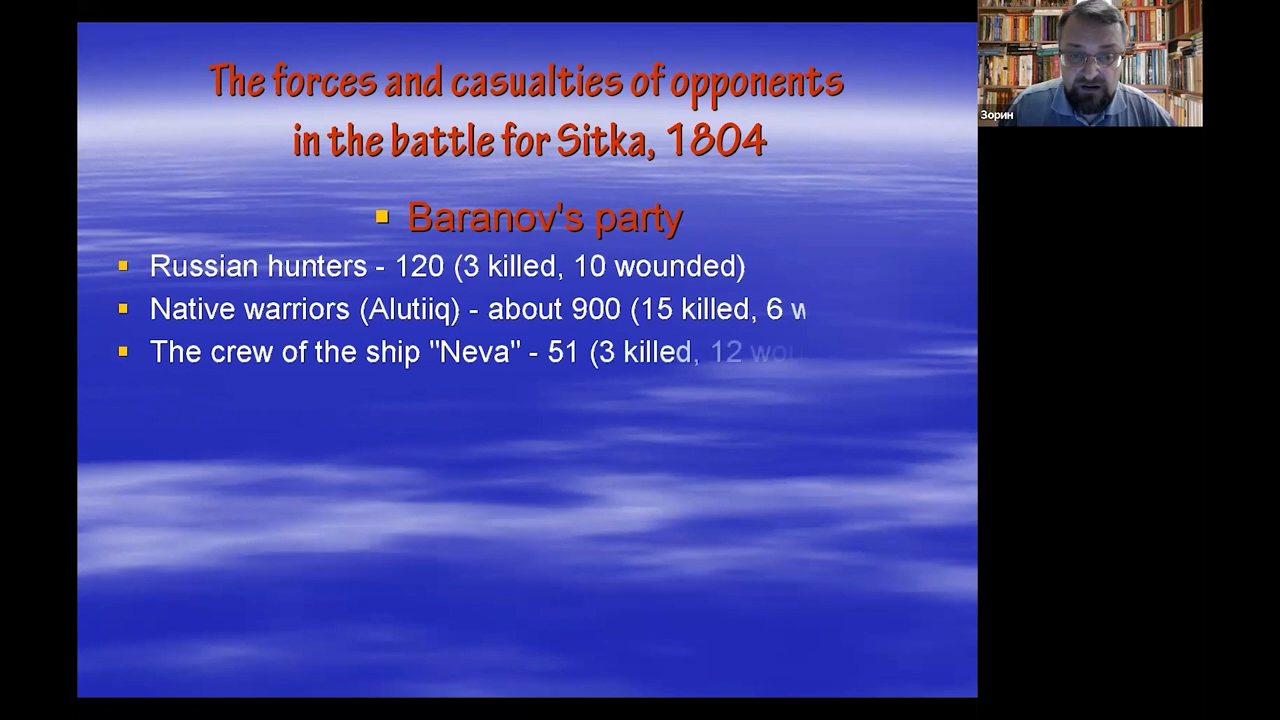 The forces and casualties of opponents
in the battle for Sitka, 1804
Baranov's party
Russian hunters - 120 (3 killed, 10 wounded)
Native warriors (Alutiiq) - about 900 (15 killed, 6
The crew of the ship "Neva" - 51 (3 killed, 12
Зорин